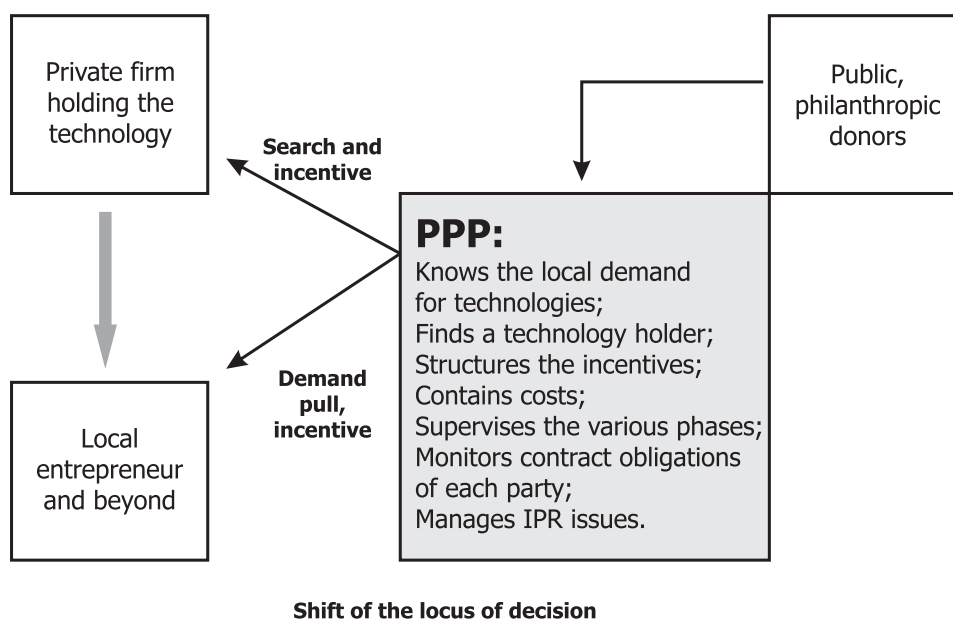 Private firm
holding the
technology
Public,
philanthropic
donors
Search and
incentive
PPP:
Knows the local demand
for technologies;
Finds a technology holder;
Structures the incentives;
Contains costs;
Supervises the various phases;
Monitors contract obligations
of each party;
Manages IPR issues.
Demand
pull,
incentive
Local
entrepreneur
and beyond
Shift of the locus of decision